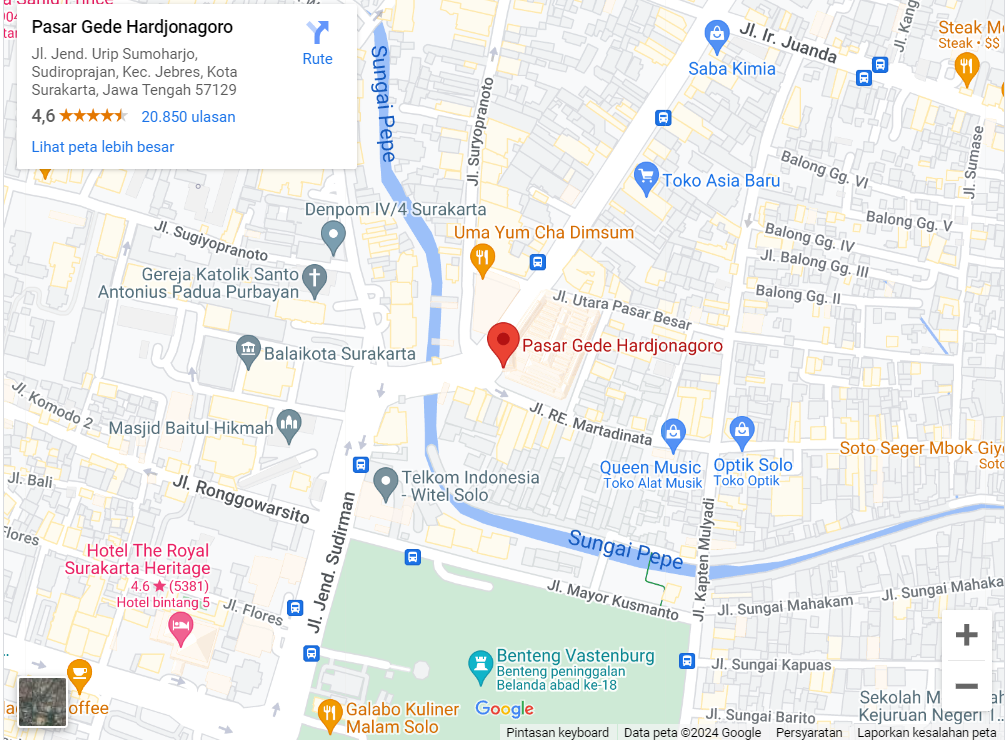 Pasar Gede Hardjonagoro
Jl. Jend. Urip Sumoharjo,
Sudiroprajan, Kec. Jebres, Kota
Surakarta, Jawa Tengah 57129
4,6
20.850 ulasan
Lihat peta lebih besar
Rute
Sungai Pepe
Jl. Suryopranoto
Saba Kimia
Jl. Ir. Juanda
Jl. Kang
Steak M
Steak • $$
Jl. Sumase
Toko Asia Baru
Balong Gg. VI
Balong Gg. V
Balong Gg. IV
Jl. Balong Gg. III
Balong Gg. II
Denpom IV/4 Surakarta
Jl. Sugiyopranoto
Uma Yum Cha Dimsum
Gereja Katolik Santo
Antonius Padua Purbayan
Jl. Utara Pasar Besar
Pasar Gede Hardjonagoro
Balaikota Surakarta
Jl. Komodo 2
Masjid Baitul Hikmah
Jl. RE. Martadinata
Soto Seger Mbok Giy
Soto
Queen Music
Toko Alat Musik
Optik Solo
Toko Optik
Jl. Bali
Jl. Ronggowarsito
Telkom Indonesia
- Witel Solo
Flores
Jl. Jend. Sudirman
Sungai Pepe
Jl. Kapten Mulyadi
Hotel The Royal
Surakarta Heritage
4.6 ★ (5381)
Hotel bintang 5
Jl. Flores
Jl. Mayor Kusmanto
Jl. Sungai Mahakam
Jl. Sungai Mahaka
Benteng Vastenburg
Benteng peninggalan
Belanda abad ke-18
Jl. Sungai Kapuas
Jl. Sungai Barito
Sekolah M
Kejuruan Negeri 1...
offee
Galabo Kuliner
Malam Solo
Google
+
−
Pintasan keyboard
Data peta ©2024 Google
Persyaratan
Laporkan kesalahan peta